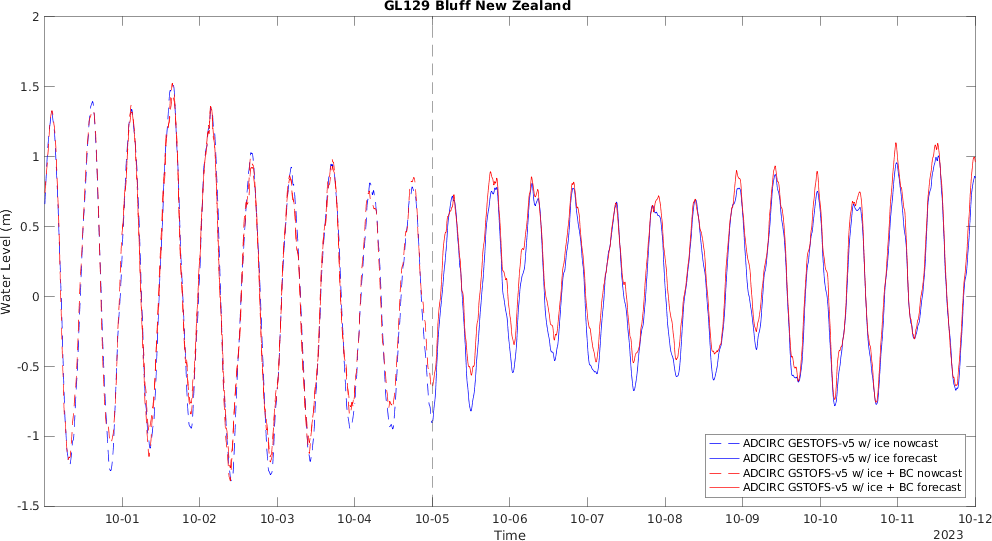 GL129 Bluff New Zealand
2
1.5
1
0.5
0
-0.5
-1
-1.5
Water Level (m)
10-01 10-02 10-03 10-04 10-05 10-06 10-07 10-08 10-09 10-10 10-11 10-12
2023
Time
ADCIRC GESTOFS-v5 w/ ice nowcast
ADCIRC GESTOFS-v5 w/ ice forecast
ADCIRC GSTOFS-v5 w/ ice + BC nowcast
ADCIRC GSTOFS-v5 w/ ice + BC forecast